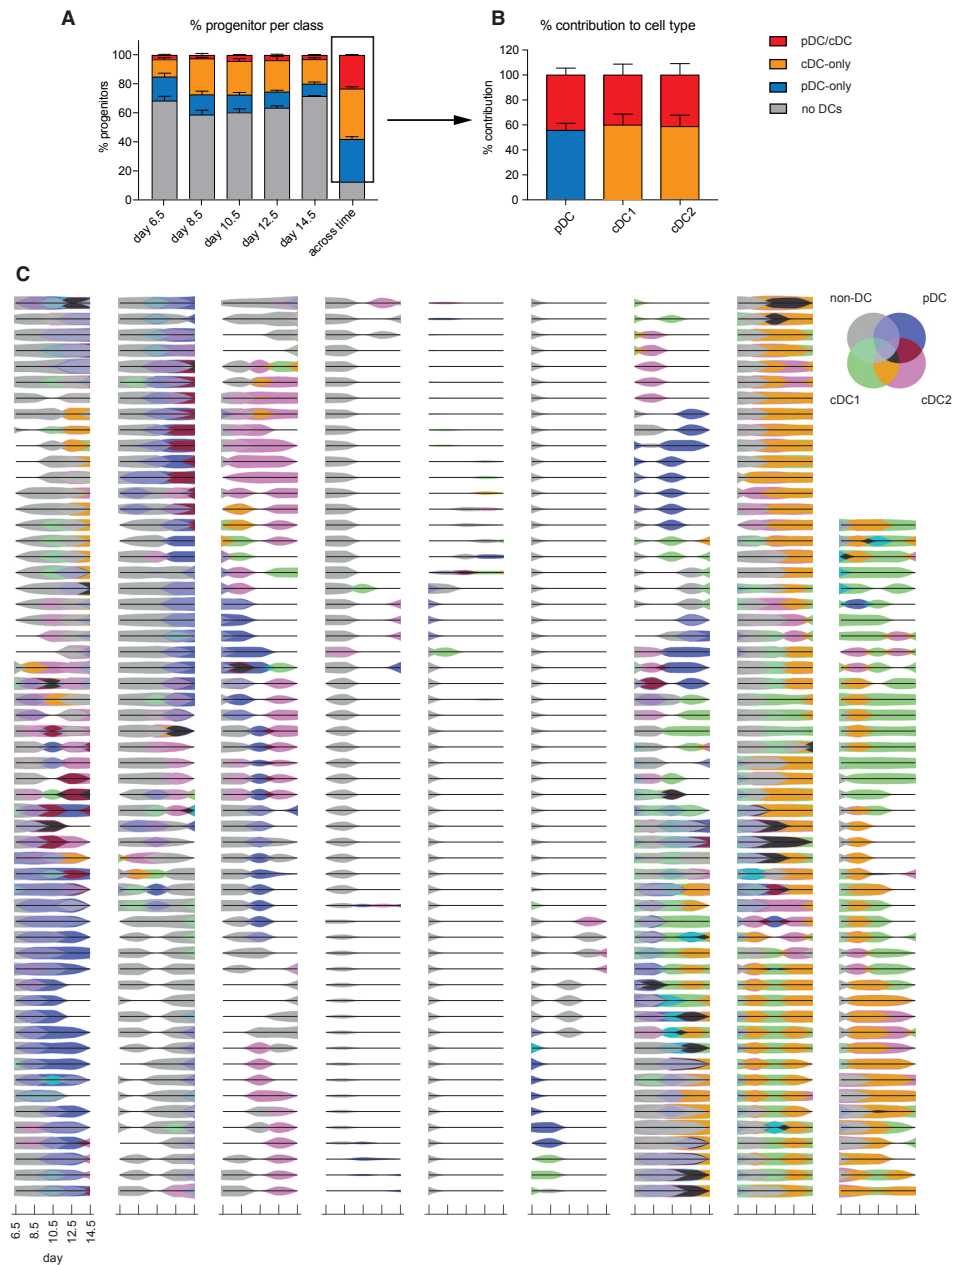 A
% progenitor per class
% progenitors
100
80
60
40
20
0
day 6.5
day 8.5
day 10.5
day 12.5
day 14.5
across time
B
% contribution to cell type
% contribution
120
100
80
60
40
20
0
pDC
cDC1
cDC2
pDC/cDC
cDC-only
pDC-only
no DCs
C
non-DC
pDC
cDC1
cDC2
6.5
8.5
10.5
12.5
14.5
day